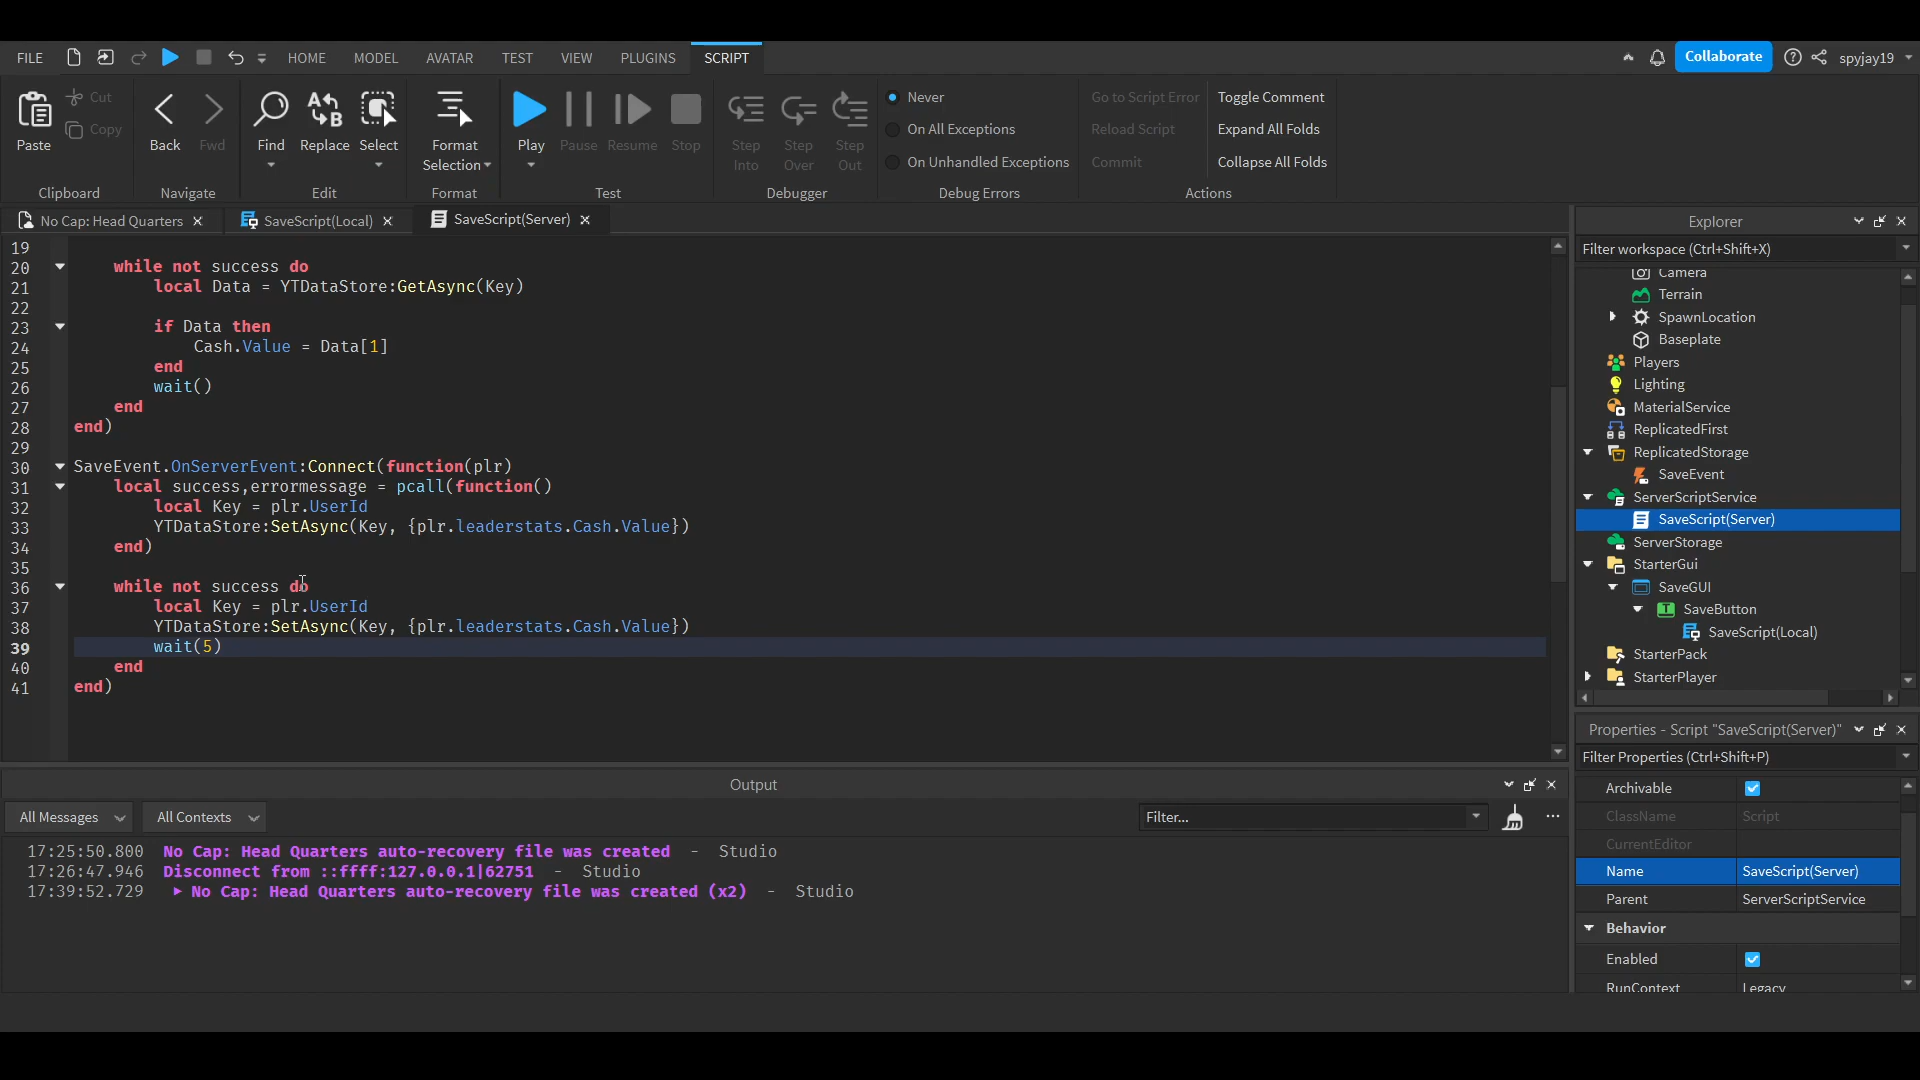 FILE HOME MODEL AVATAR TEST VIEW PLUGINS SCRIPT Collaborate spyjay19
Paste Cut Copy Back Fwd Find Replace Select Format Selection Play Pause Resume Stop Step Into Step Over Step Out
Never
On All Exceptions
On Unhandled Exceptions
Go to Script Error
Reload Script
Commit
Toggle Comment
Expand All Folds
Collapse All Folds
Clipboard Navigate Edit Format Test Debugger Debug Errors Actions
No Cap: Head Quarters SaveScript(Local) SaveScript(Server)
19
20 while not success do
21 local Data = YTDataStore:GetAsync(Key)
22
23 if Data then
24 Cash.Value = Data[1]
25 end
26 wait()
27 end
28 end)
29
30 SaveEvent.OnServerEvent:Connect(function(plr)
31 local success,errormessage = pcall(function()
32 local Key = plr.UserId
33 YTDataStore:SetAsync(Key, {plr.leaderstats.Cash.Value})
34 end)
35
36 while not success do
37 local Key = plr.UserId
38 YTDataStore:SetAsync(Key, {plr.leaderstats.Cash.Value})
39 wait(5)
40 end
41 end)
Output
All Messages All Contexts Filter...
17:25:50.800 No Cap: Head Quarters auto-recovery file was created - Studio
17:26:47.946 Disconnect from ::ffff:127.0.0.1|62751 - Studio
17:39:52.729 No Cap: Head Quarters auto-recovery file was created (x2) - Studio
Explorer
Filter workspace (Ctrl+Shift+X)
Camera
Terrain
SpawnLocation
Baseplate
Players
Lighting
MaterialService
ReplicatedFirst
ReplicatedStorage
SaveEvent
ServerScriptService
SaveScript(Server)
ServerStorage
StarterGui
SaveGUI
SaveButton
SaveScript(Local)
StarterPack
StarterPlayer
Properties - Script "SaveScript(Server)"
Filter Properties (Ctrl+Shift+P)
Archivable
ClassName Script
CurrentEditor
Name SaveScript(Server)
Parent ServerScriptService
Behavior
Enabled
RunContext Legacy